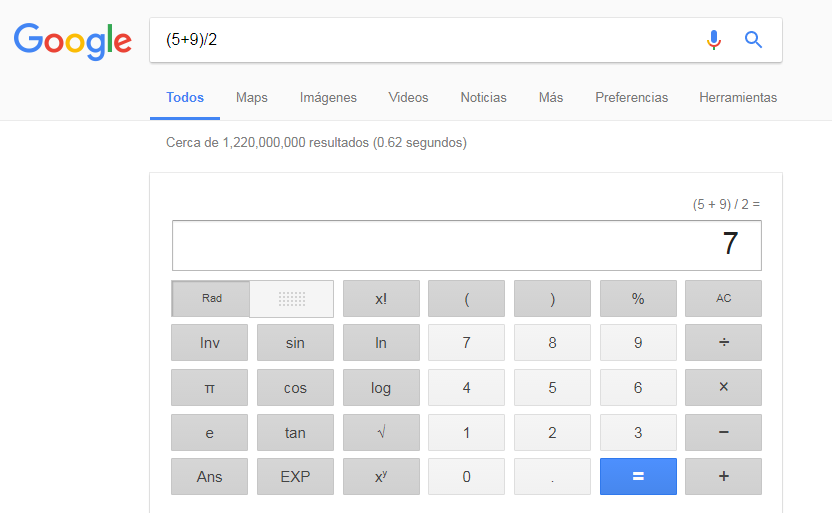 Google (5+9)/2
Todos Maps Imágenes Videos Noticias Más Preferencias Herramientas
Cerca de 1,220,000,000 resultados (0.62 segundos)
(5 + 9) / 2 =
7
Rad x! ( ) % AC
Inv sin ln 7 8 9 ÷
π cos log 4 5 6 ×
e tan √ 1 2 3 −
Ans EXP xʸ 0 . = +